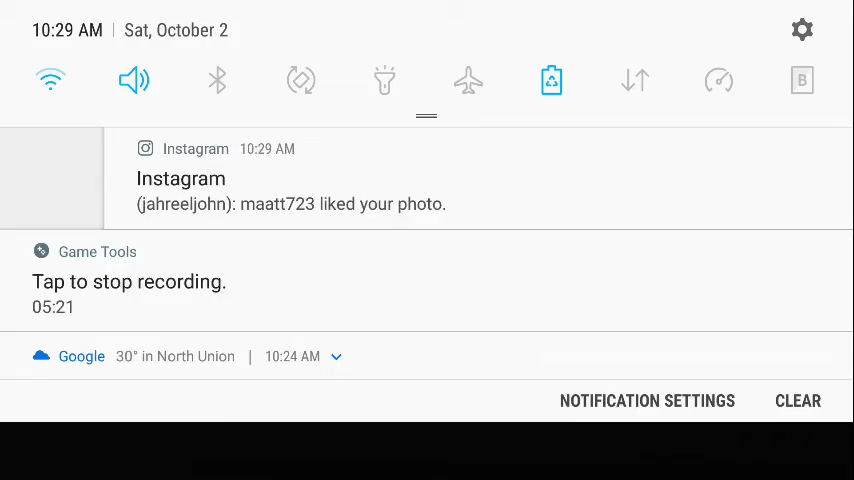 10:29 AM | Sat, October 2
B
Instagram 10:29 AM
Instagram
(jahreeljohn): maatt723 liked your photo.
Game Tools
Tap to stop recording.
05:21
Google 30° in North Union | 10:24 AM
NOTIFICATION SETTINGS CLEAR